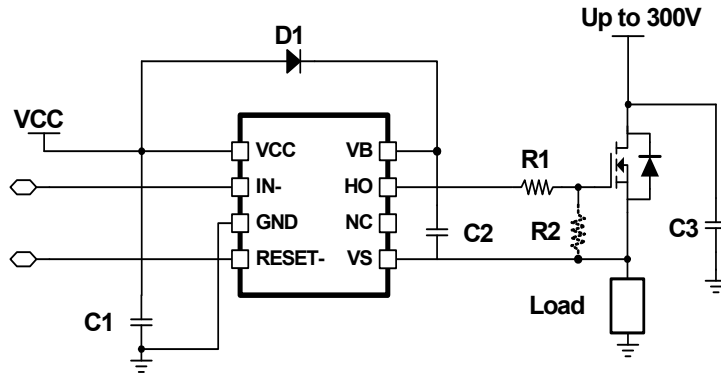 Up to 300V
D1
VCC
VCC
VB
R1
IN-
HO
GND
NC
R2
C2
C3
RESET-
VS
C1
Load